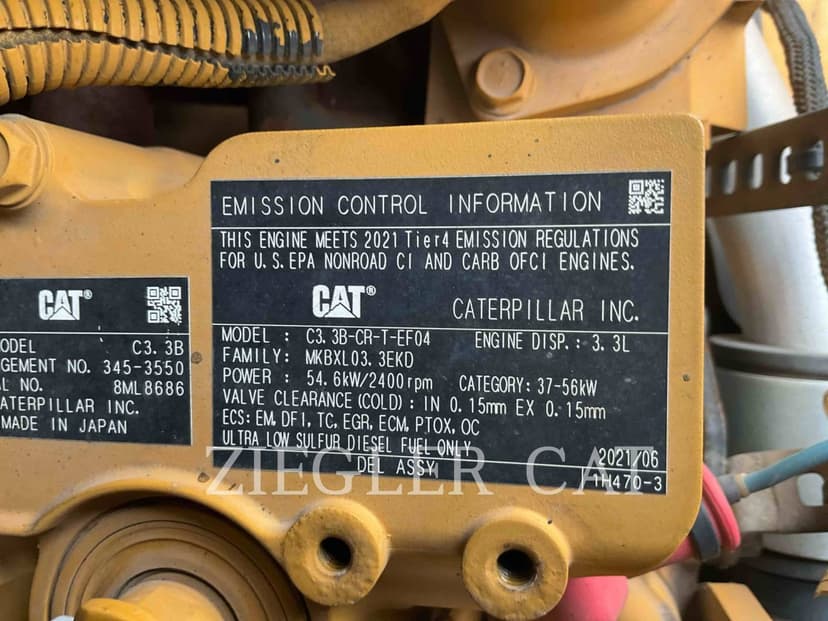 EMISSION CONTROL INFORMATION
THIS ENGINE MEETS 2021 Tier4 EMISSION REGULATIONS
FOR U.S. EPA NONROAD CI AND CARB OFCI ENGINES.
CAT® CATERPILLAR INC.
MODEL : C3.3B-CR-T-EF04 ENGINE DISP.: 3.3L
FAMILY: MKBXL03.3EKD
POWER : 54.6kW/2400rpm CATEGORY: 37-56kW
VALVE CLEARANCE (COLD) : IN 0.15mm EX 0.15mm
ECS: EM, DFI, TC, EGR, ECM, PTOX, OC
ULTRA LOW SULFUR DIESEL FUEL ONLY 2021/06
DEL ASSY 1H470-3
CAT®
ODEL C3.3B
GEMENT NO. 345-3550
AL NO. 8ML8686
ATERPILLAR INC.
MADE IN JAPAN
ZIEGLER CAT